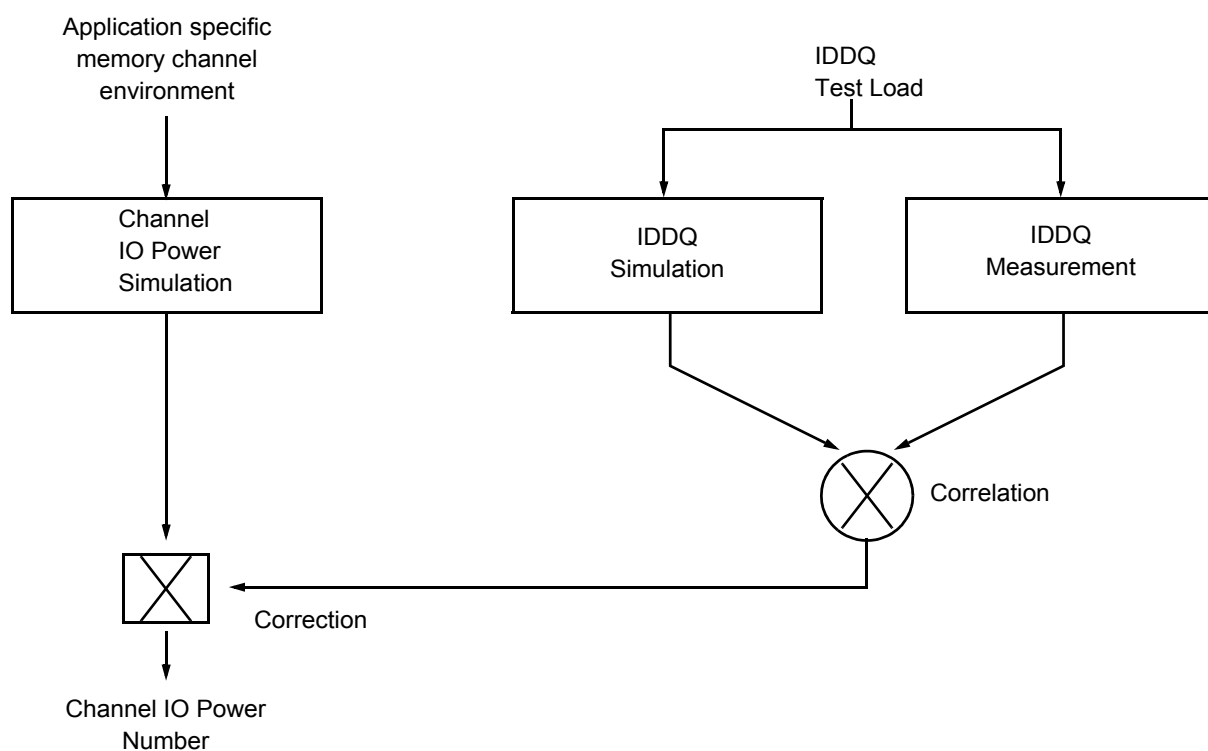 Application specific
memory channel
environment
IDDQ
Test Load
Channel
IO Power
Simulation
IDDQ
Simulation
IDDQ
Measurement
Correlation
Correction
Channel IO Power
Number